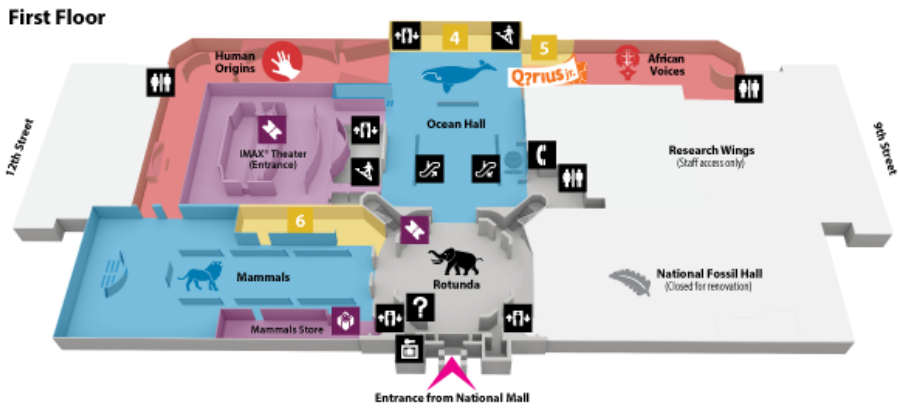 First Floor
4
5
Human
Origins
Q?rius jr.
African
Voices
12th Street
9th Street
Ocean Hall
IMAX® Theater
(Entrance)
Research Wings
(Staff access only)
6
Mammals
Rotunda
National Fossil Hall
(Closed for renovation)
?
Mammals Store
Entrance from National Mall